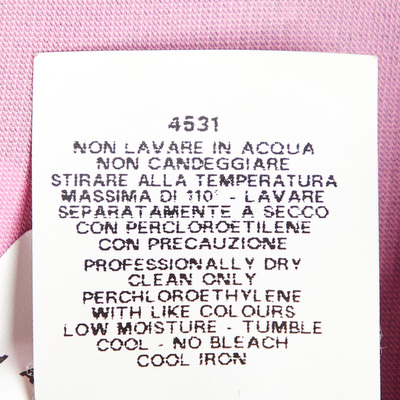 4531
NON LAVARE IN ACQUA
NON CANDEGGIARE
STIRARE ALLA TEMPERATURA
MASSIMA DI 110° - LAVARE
SEPARATAMENTE A SECCO
CON PERCLOROETILENE
CON PRECAUZIONE
PROFESSIONALLY DRY
CLEAN ONLY
PERCHLOROETHYLENE
WITH LIKE COLOURS
LOW MOISTURE - TUMBLE
COOL - NO BLEACH
COOL IRON